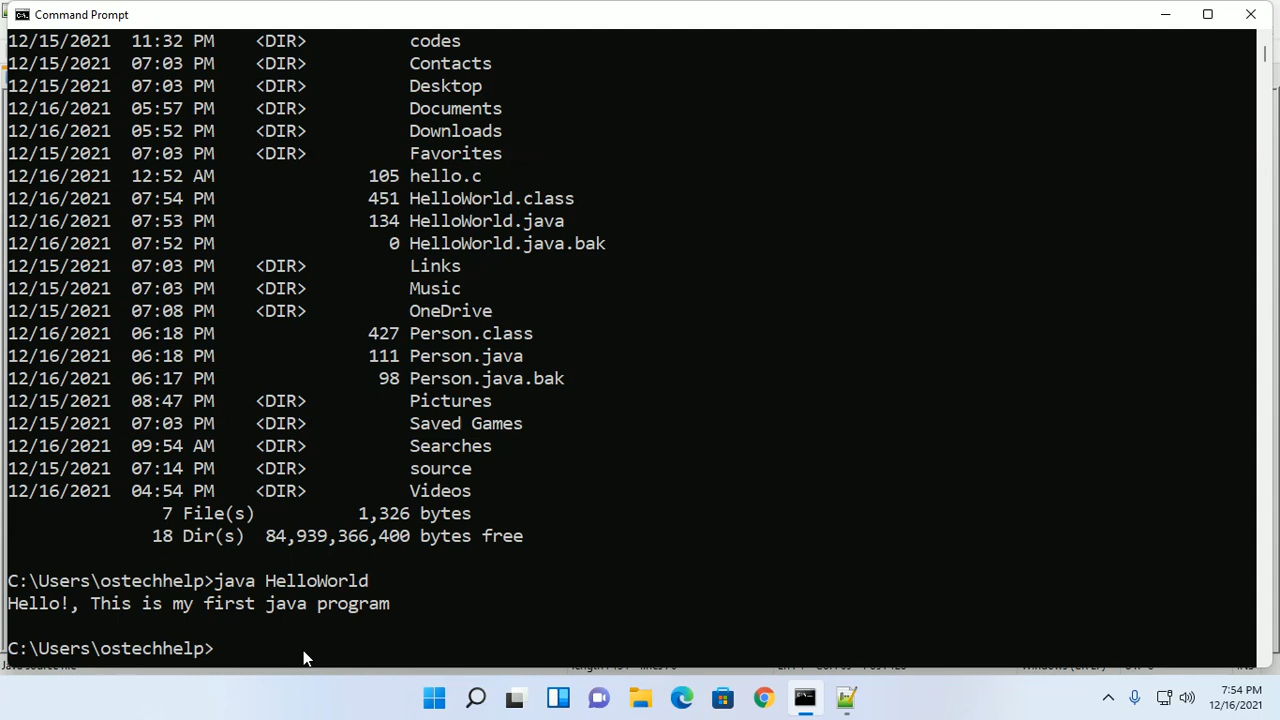 Command Prompt
12/15/2021  11:32 PM    <DIR>          codes
12/15/2021  07:03 PM    <DIR>          Contacts
12/15/2021  07:03 PM    <DIR>          Desktop
12/16/2021  05:57 PM    <DIR>          Documents
12/16/2021  05:52 PM    <DIR>          Downloads
12/15/2021  07:03 PM    <DIR>          Favorites
12/16/2021  12:52 AM               105 hello.c
12/16/2021  07:54 PM               451 HelloWorld.class
12/16/2021  07:53 PM               134 HelloWorld.java
12/16/2021  07:52 PM                 0 HelloWorld.java.bak
12/15/2021  07:03 PM    <DIR>          Links
12/15/2021  07:03 PM    <DIR>          Music
12/15/2021  07:08 PM    <DIR>          OneDrive
12/16/2021  06:18 PM               427 Person.class
12/16/2021  06:18 PM               111 Person.java
12/16/2021  06:17 PM                98 Person.java.bak
12/15/2021  08:47 PM    <DIR>          Pictures
12/15/2021  07:03 PM    <DIR>          Saved Games
12/16/2021  09:54 AM    <DIR>          Searches
12/15/2021  07:14 PM    <DIR>          source
12/16/2021  04:54 PM    <DIR>          Videos
               7 File(s)          1,326 bytes
              18 Dir(s)  84,939,366,400 bytes free
C:\Users\ostechhelp>java HelloWorld
Hello!, This is my first java program
C:\Users\ostechhelp>
7:54 PM
12/16/2021